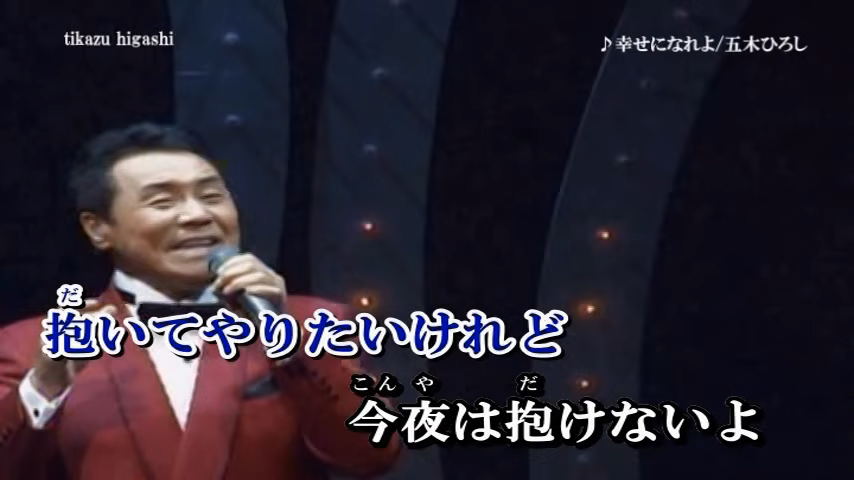 tikazu higashi
♪幸せになれよ/五木ひろし
だ
抱いてやりたいけれど
こんや だ
今夜は抱けないよ